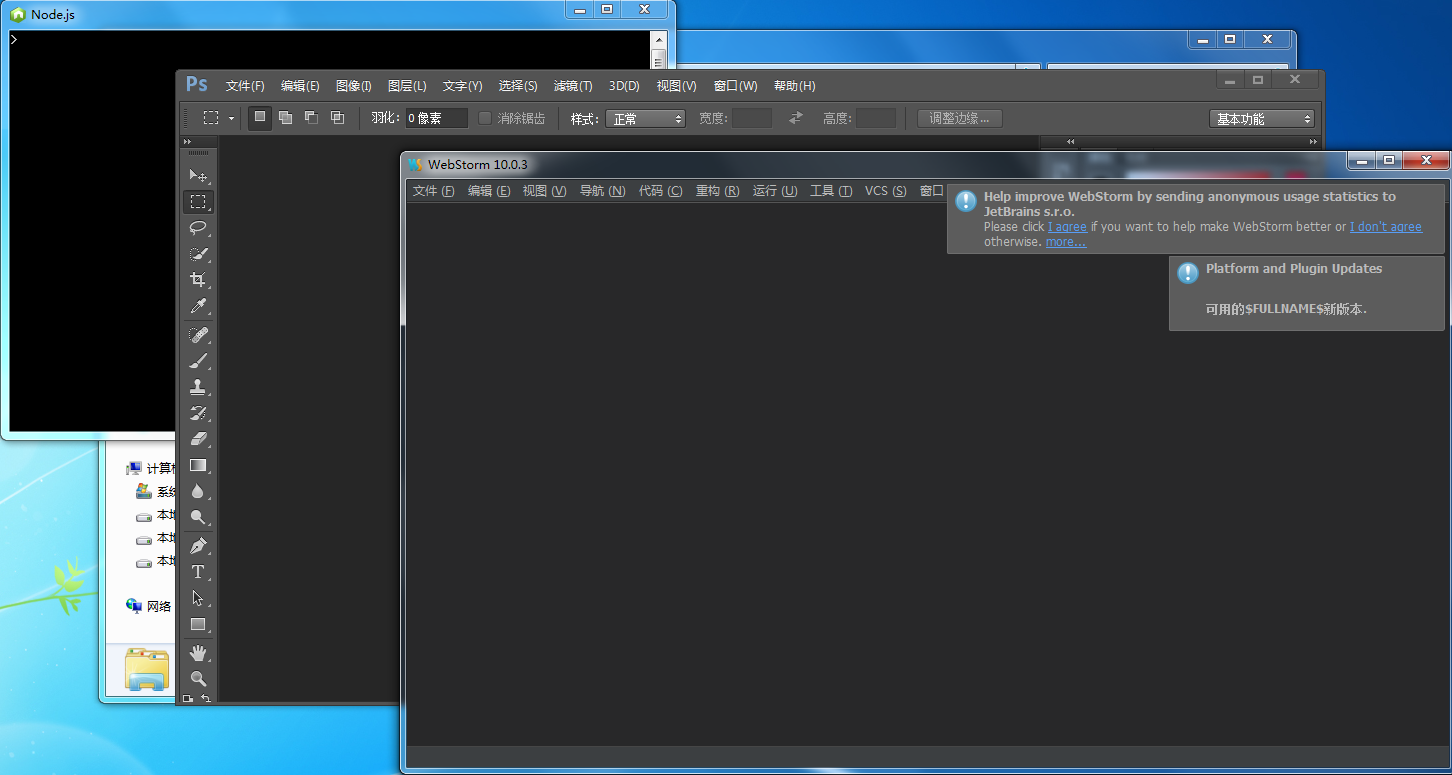 Node.js
>
Ps 文件(F) 编辑(E) 图像(I) 图层(L) 文字(Y) 选择(S) 滤镜(T) 3D(D) 视图(V) 窗口(W) 帮助(H)
羽化: 0 像素 消除锯齿 样式: 正常 宽度: 高度: 调整边缘... 基本功能
WebStorm 10.0.3
文件 (F) 编辑 (E) 视图 (V) 导航 (N) 代码 (C) 重构 (R) 运行 (U) 工具 (T) VCS (S) 窗口
Help improve WebStorm by sending anonymous usage statistics to
JetBrains s.r.o.
Please click I agree if you want to help make WebStorm better or I don't agree
otherwise. more...
Platform and Plugin Updates
可用的$FULLNAME$新版本.
计算
系统
本地
本地
本地
网络
T